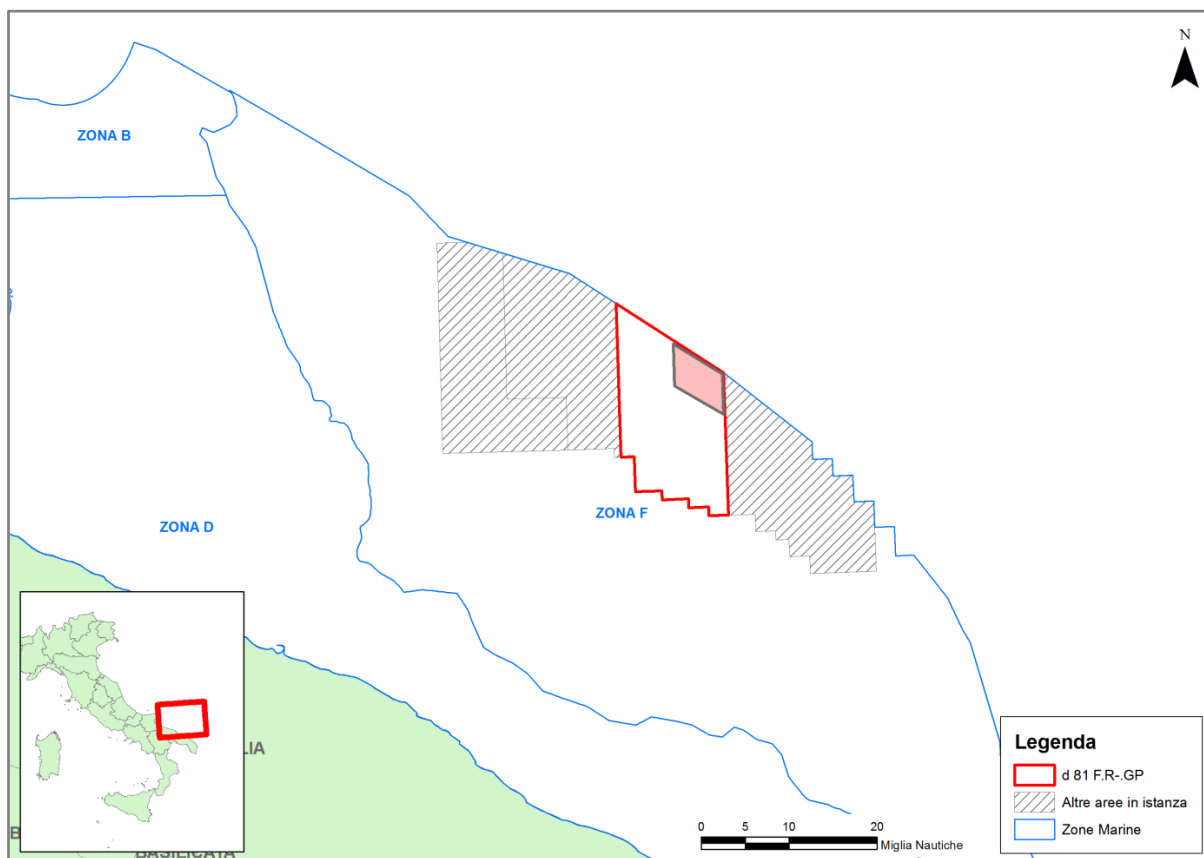 N
ZONA B
ZONA F
ZONA D
LIA
B
BASILICATA
Legenda
d 81 F.R-.GP
Altre aree in istanza
Zone Marine
0 5 10 20
Miglia Nautiche